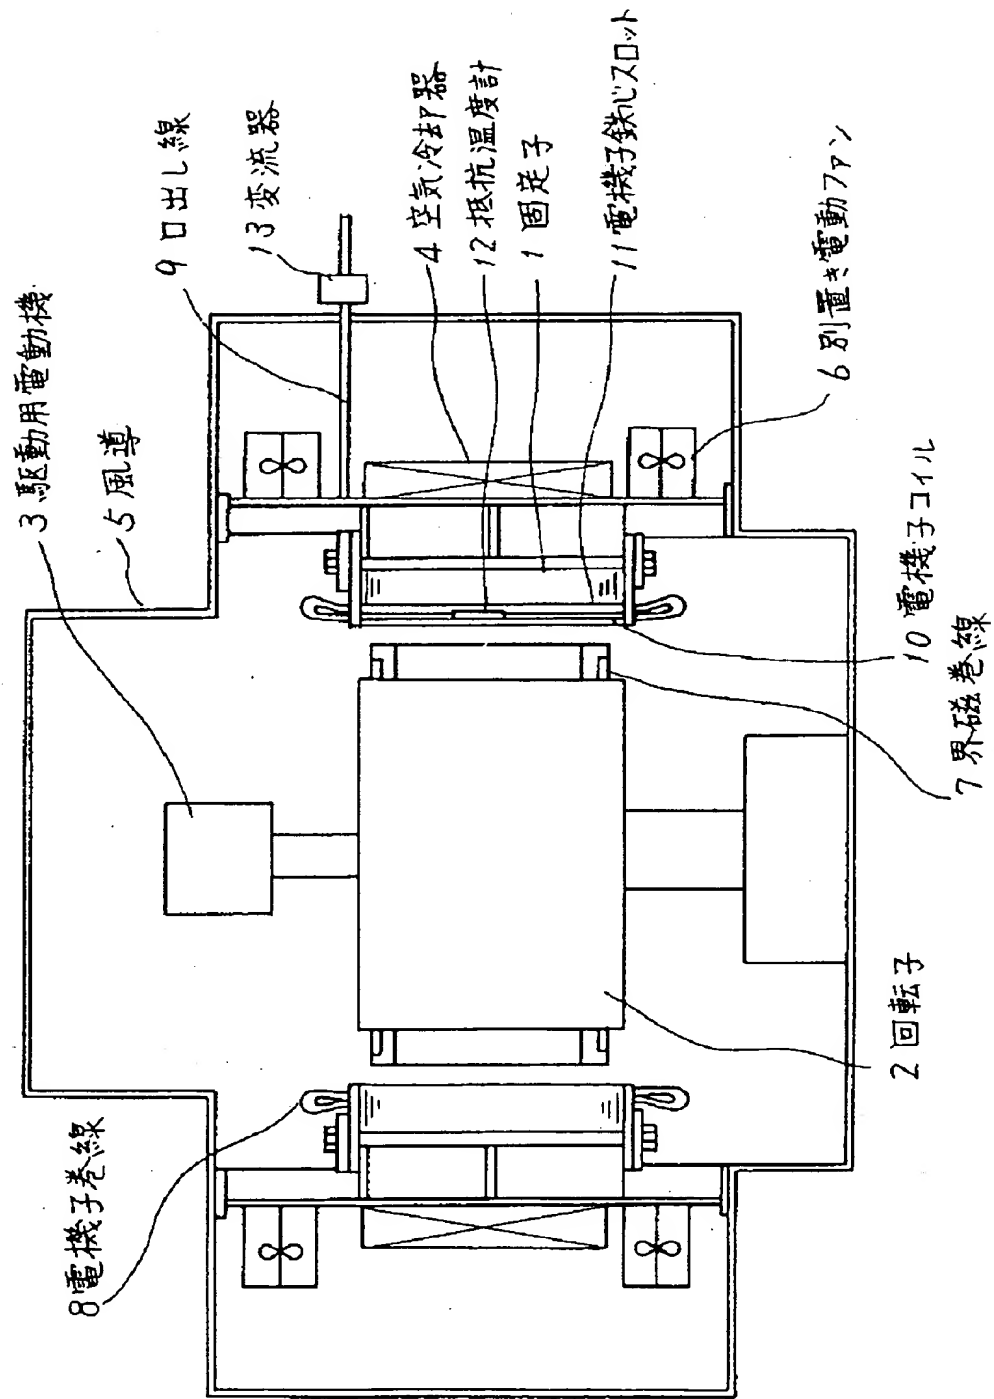 3 駆動用電動機
5 風導
9 口出し線
13 変流器
4 空気冷却器
12 抵抗温度計
1 固定子
11 電機子鉄心スロット
6 別置き電動ファン
10 電機子コイル
7 界磁巻線
2 回転子
8 電機子巻線